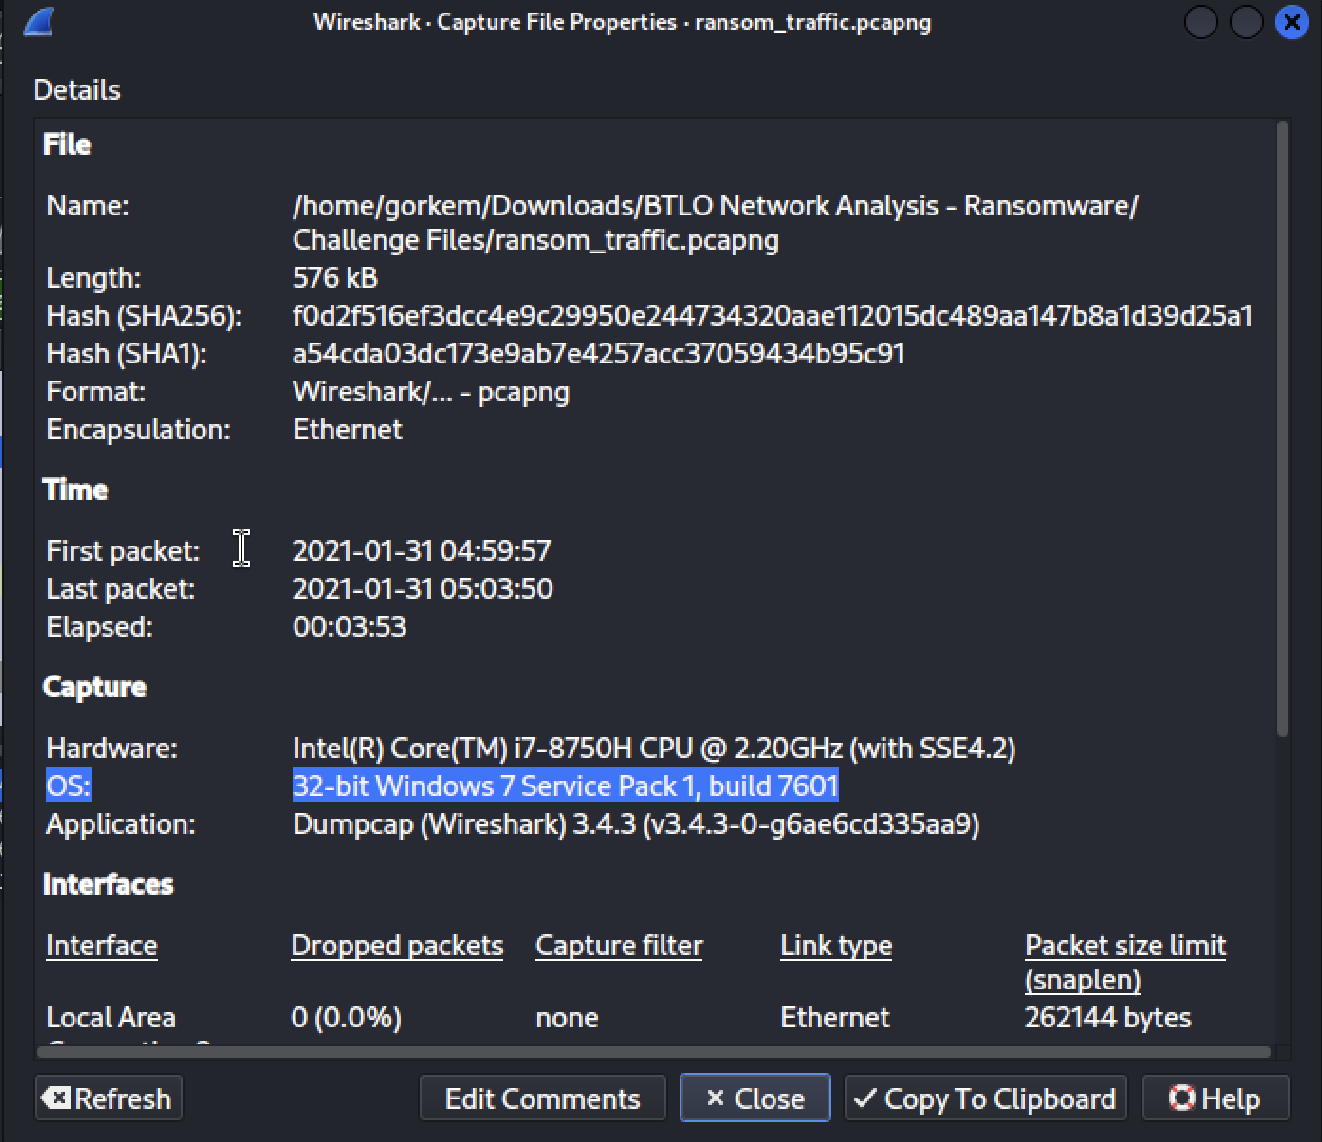 Wireshark · Capture File Properties · ransom_traffic.pcapng
Details
File
Name: /home/gorkem/Downloads/BTLO Network Analysis - Ransomware/
Challenge Files/ransom_traffic.pcapng
Length: 576 kB
Hash (SHA256): f0d2f516ef3dcc4e9c29950e244734320aae112015dc489aa147b8a1d39d25a1
Hash (SHA1): a54cda03dc173e9ab7e4257acc37059434b95c91
Format: Wireshark/... - pcapng
Encapsulation: Ethernet
Time
First packet: 2021-01-31 04:59:57
Last packet: 2021-01-31 05:03:50
Elapsed: 00:03:53
Capture
Hardware: Intel(R) Core(TM) i7-8750H CPU @ 2.20GHz (with SSE4.2)
OS: 32-bit Windows 7 Service Pack 1, build 7601
Application: Dumpcap (Wireshark) 3.4.3 (v3.4.3-0-g6ae6cd335aa9)
Interfaces
Interface Dropped packets Capture filter Link type Packet size limit
(snaplen)
Local Area 0 (0.0%) none Ethernet 262144 bytes
Refresh Edit Comments Close Copy To Clipboard Help